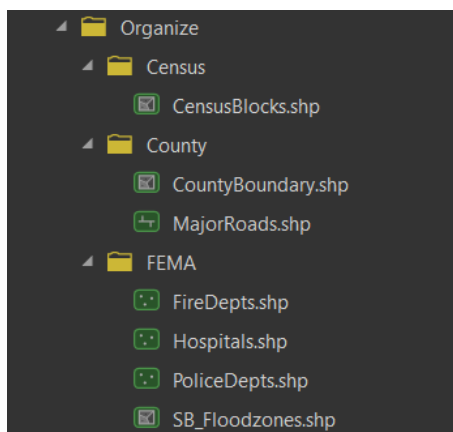 Organize
Census
CensusBlocks.shp
County
CountyBoundary.shp
MajorRoads.shp
FEMA
FireDepts.shp
Hospitals.shp
PoliceDepts.shp
SB_Floodzones.shp